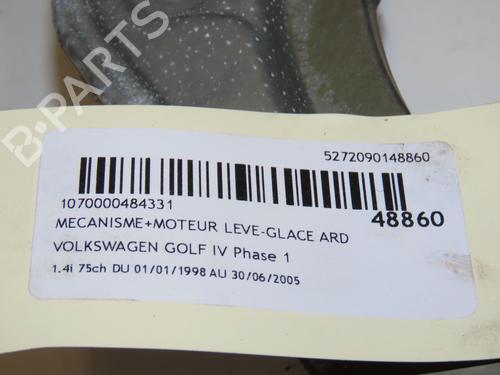 B-PARTS
5272090148860
1070000484331
48860
MECANISME+MOTEUR LEVE-GLACE ARD
VOLKSWAGEN GOLF IV Phase 1
1.4i 75ch DU 01/01/1998 AU 30/06/2005